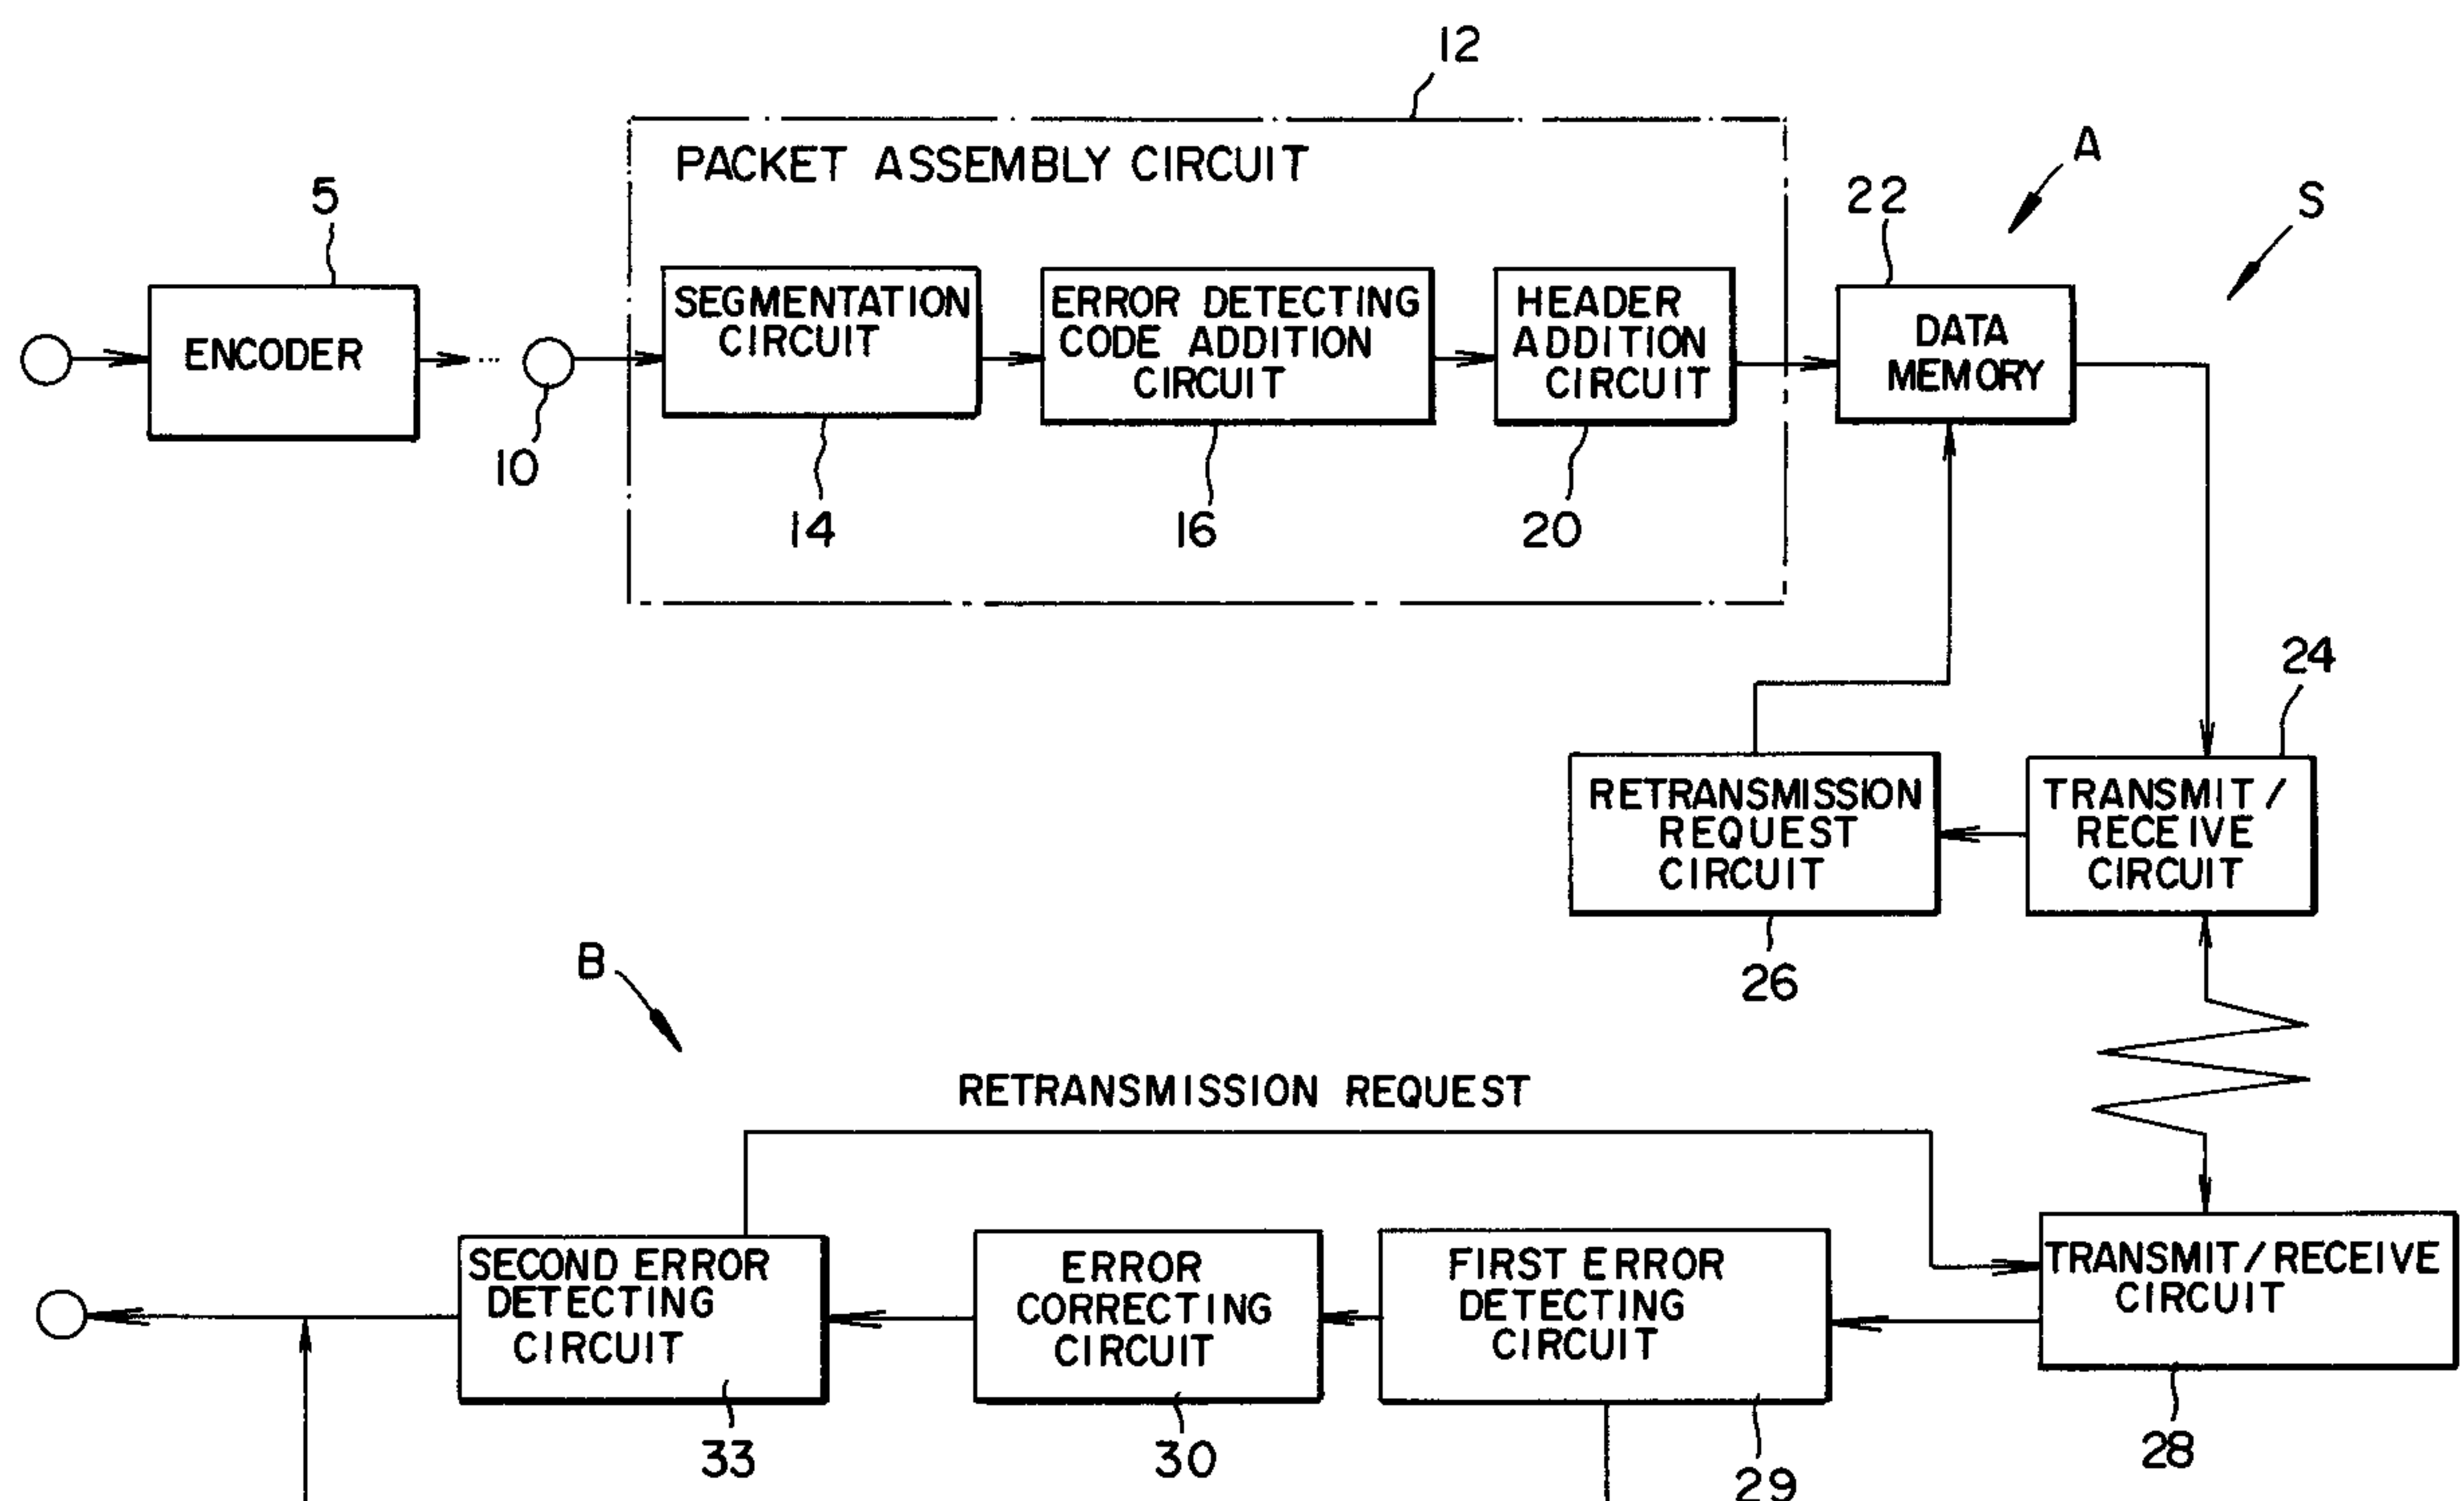 12
PACKET ASSEMBLY CIRCUIT
A
S
5
22
ENCODER
SEGMENTATION
CIRCUIT
ERROR DETECTING
CODE ADDITION
CIRCUIT
HEADER
ADDITION
CIRCUIT
DATA
MEMORY
10
14
16
20
24
RETRANSMISSION
REQUEST
CIRCUIT
TRANSMIT /
RECEIVE
CIRCUIT
26
B
RETRANSMISSION REQUEST
SECOND ERROR
DETECTING
CIRCUIT
ERROR
CORRECTING
CIRCUIT
FIRST ERROR
DETECTING
CIRCUIT
TRANSMIT / RECEIVE
CIRCUIT
33
30
29
28